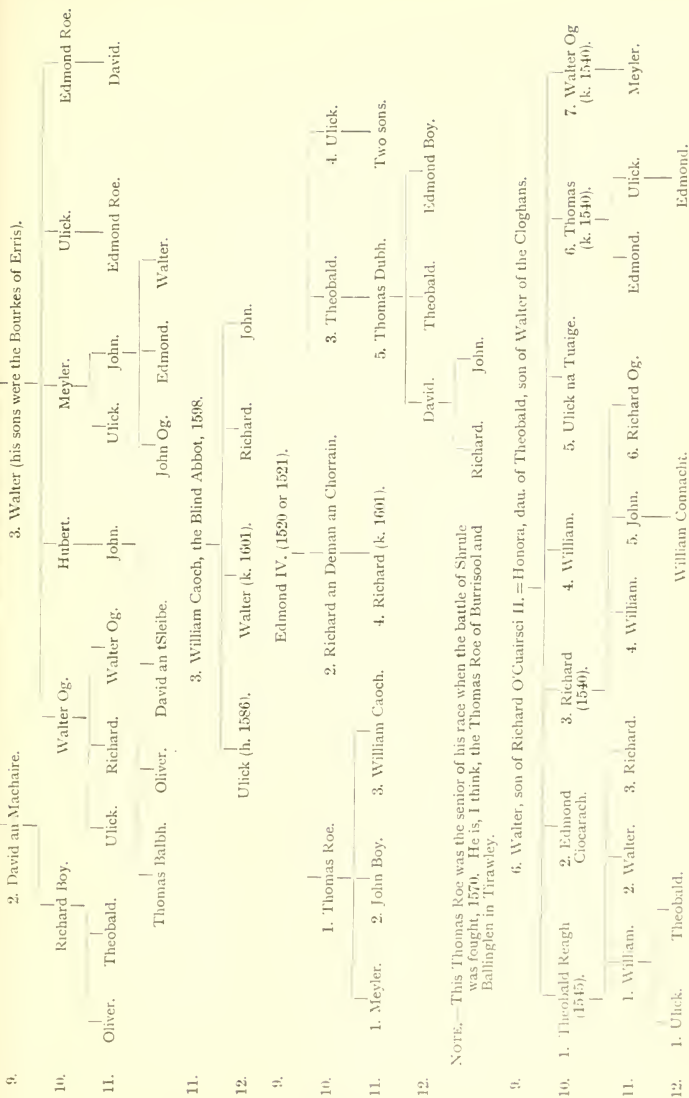 9. 2. David an Machaire. 3. Walter (his sons were the Bourkes of Erris).
10. Richard Boy. Walter Og. Hubert. Meyler. Ulick. Edmond Roe.
11. Oliver. Theobald. Ulick. Richard. Walter Og. John. Ulick. John. Edmond Roe. David.
Thomas Balbh. Oliver. David an tSleibe. John Og. Edmond. Walter.
11. 3. William Caoch, the Blind Abbot, 1598.
12. Ulick (h. 1586). Walter (k. 1601). Richard. John.
9. Edmond IV. (1520 or 1521).
10. 1. Thomas Roe. 2. Richard an Deman an Chorrain. 3. Theobald. 4. Ulick.
11. 1. Meyler. 2. John Boy. 3. William Caoch. 4. Richard (k. 1601). 5. Thomas Dubh. Two sons.
12. David. Theobald. Edmond Boy.
Richard. John.
NOTE.—This Thomas Roe was the senior of his race when the battle of Shrule
was fought, 1570. He is, I think, the Thomas Roe of Burrisool and
Ballinglen in Tirawley.
9. 6. Walter, son of Richard O'Cuairsci II. = Honora, dau. of Theobald, son of Walter of the Cloghans.
10. 1. Theobald Reagh 2. Edmond 3. Richard 4. William. 5. Ulick na Tuaige. 6. Thomas 7. Walter Og
(1545). Ciocarach. (1540). (k. 1540) (k. 1540).
11. 1. William. 2. Walter. 3. Richard. 4. William. 5. John. 6. Richard Og. Edmond. Ulick. Meyler.
12. 1. Ulick. Theobald. William Connacht. Edmond.